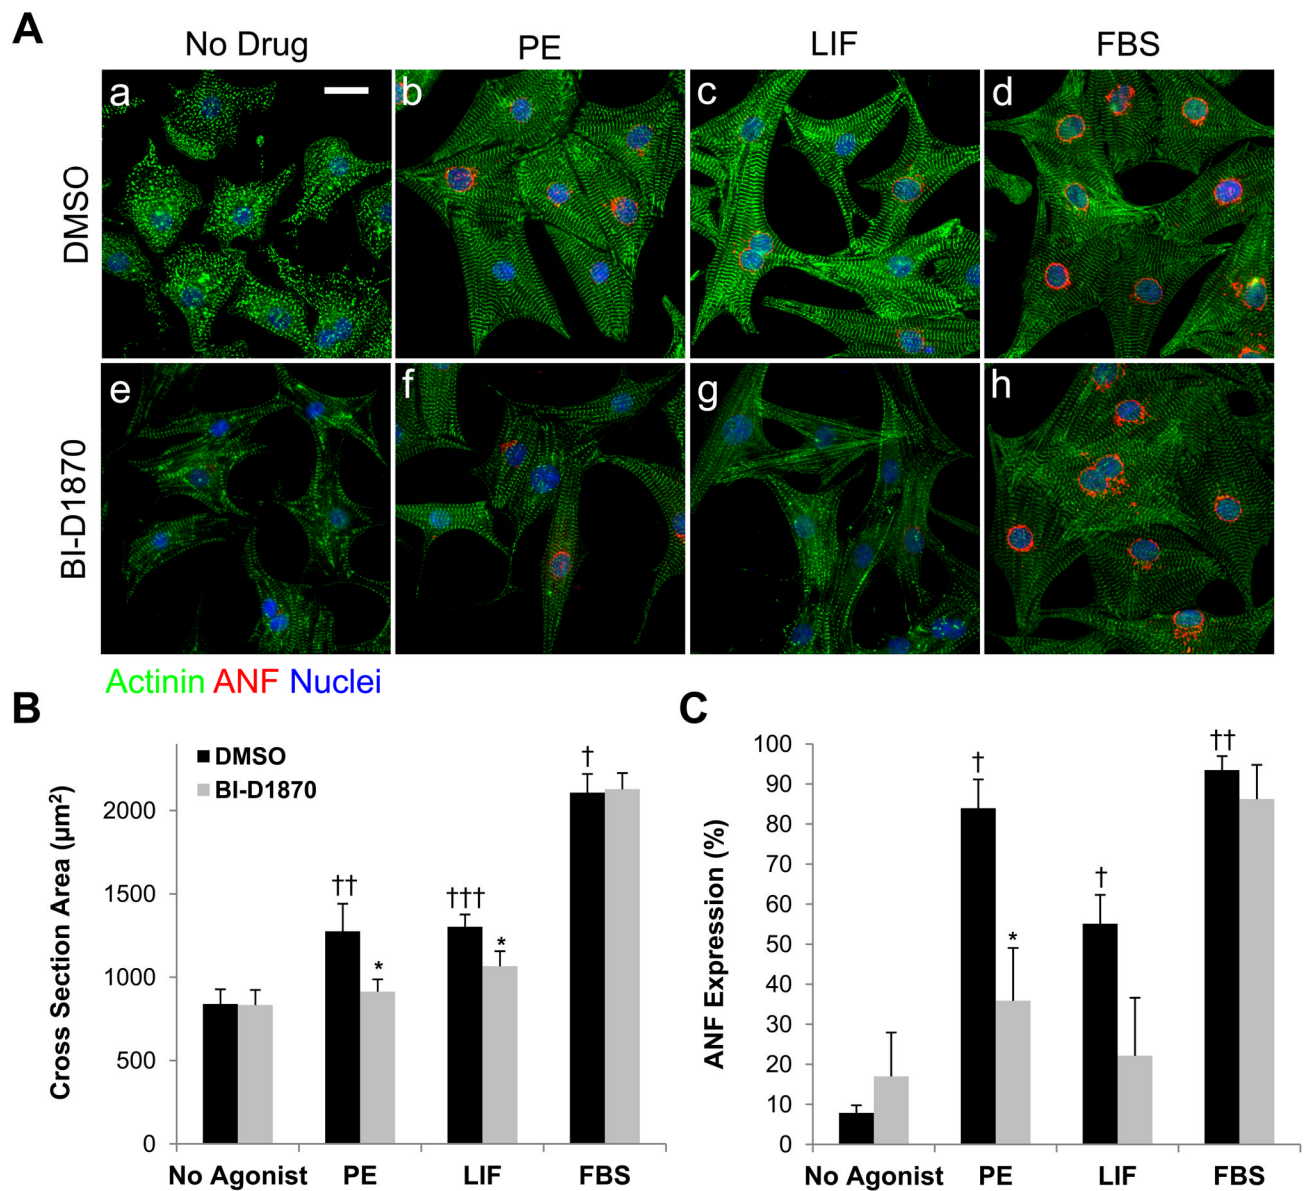 A
No Drug PE LIF FBS
DMSO
a b c d
BI-D1870
e f g h
Actinin ANF Nuclei
B
DMSO
BI-D1870
Cross Section Area (µm²)
2000
1500
1000
500
0
†† ††† †
* *
No Agonist PE LIF FBS
C
ANF Expression (%)
100
90
80
70
60
50
40
30
20
10
0
† † ††
*
No Agonist PE LIF FBS